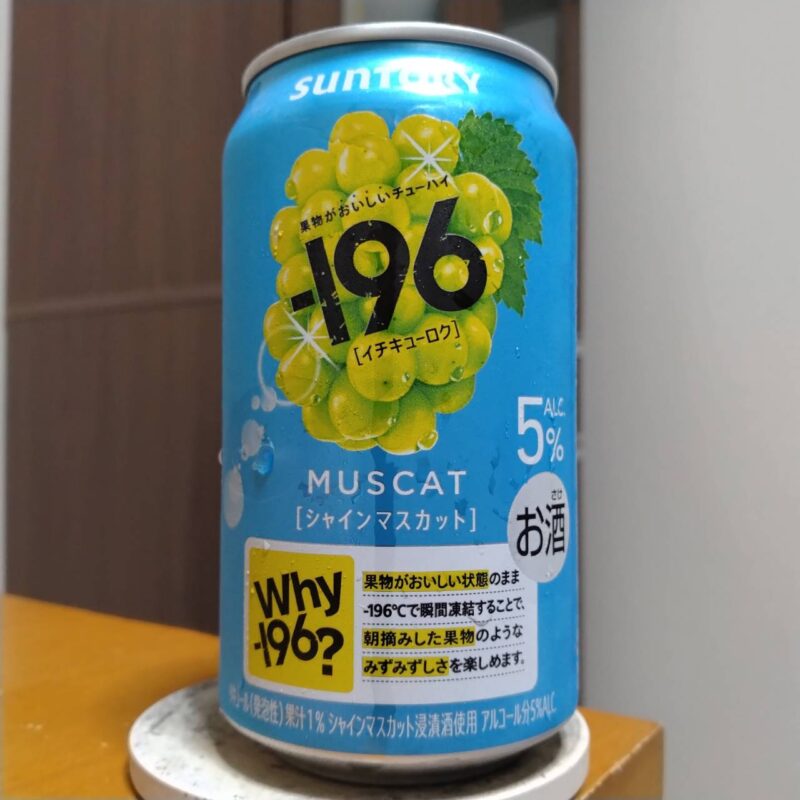 SUNTORY
果物がおいしいチューハイ
-196
[イチキューロク]
5% ALC.
MUSCAT
[シャインマスカット]
さけ
お酒
Why
-196?
果物がおいしい状態のまま
-196℃で瞬間凍結することで、
朝摘みした果物のような
みずみずしさを楽しめます。
(発泡性) 果汁1% シャインマスカット浸漬酒使用 アルコール分5%ALC.